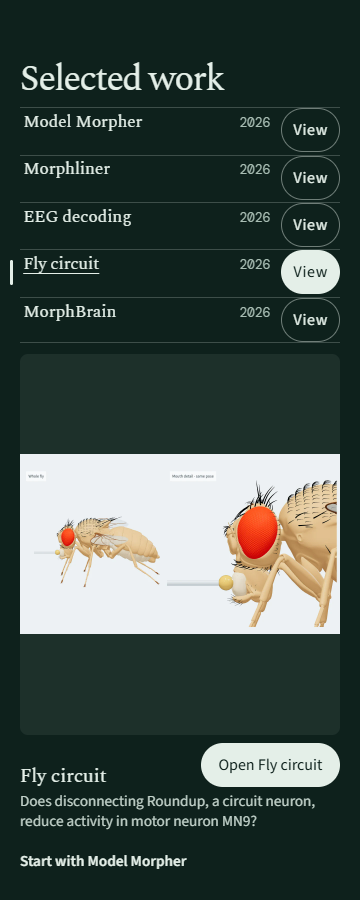 Selected work
Model Morpher 2026 View
Morphliner 2026 View
EEG decoding 2026 View
Fly circuit 2026 View
MorphBrain 2026 View
Whole fly
Mouth detail · same pose
Fly circuit
Open Fly circuit
Does disconnecting Roundup, a circuit neuron,
reduce activity in motor neuron MN9?
Start with Model Morpher